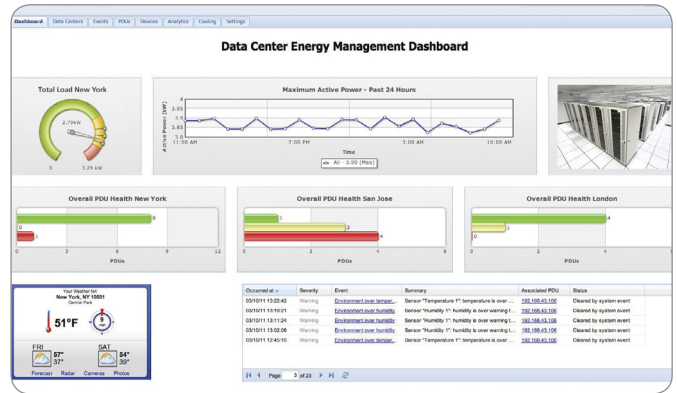 Dashboard Data Centers Events PDUs Devices Analytics Cooling Settings
Data Center Energy Management Dashboard
Total Load New York
2.79kW
0 3.29 kW
Maximum Active Power - Past 24 Hours
Active Power (kW)
4
3.95
3.9
3.85
3.8
11:00 AM 7:00 PM 3:00 AM 10:00 AM
Time
All - 3.98 (Max)
Overall PDU Health New York
8
0
1
0 3 6 9 12
PDUs
Overall PDU Health San Jose
1
3
4
0 2 4 6
PDUs
Overall PDU Health London
4
1
0
0 2 4 6
PDUs
Your Weather for:
New York, NY 10001
Central Park
51°F
9
mph
FRI
57°
37°
SAT
54°
39°
Forecast Radar Cameras Photos
Occurred at Severity Event Summary Associated PDU Status
03/10/11 13:22:42 Warning Environment over temper... Sensor "Temperature 1": temperature is over ... 192.168.43.106 Cleared by system event
03/10/11 13:19:21 Warning Environment over humidity Sensor "Humidity 1": humidity is over warning t... 192.168.43.106 Cleared by system event
03/10/11 13:11:24 Warning Environment over humidity Sensor "Humidity 1": humidity is over warning t... 192.168.43.106 Cleared by system event
03/10/11 13:02:06 Warning Environment over humidity Sensor "Humidity 1": humidity is over warning t... 192.168.43.106 Cleared by system event
03/10/11 12:45:10 Warning Environment over temper... Sensor "Temperature 1": temperature is over ... 192.168.43.106 Cleared by system event
Page 3 of 23